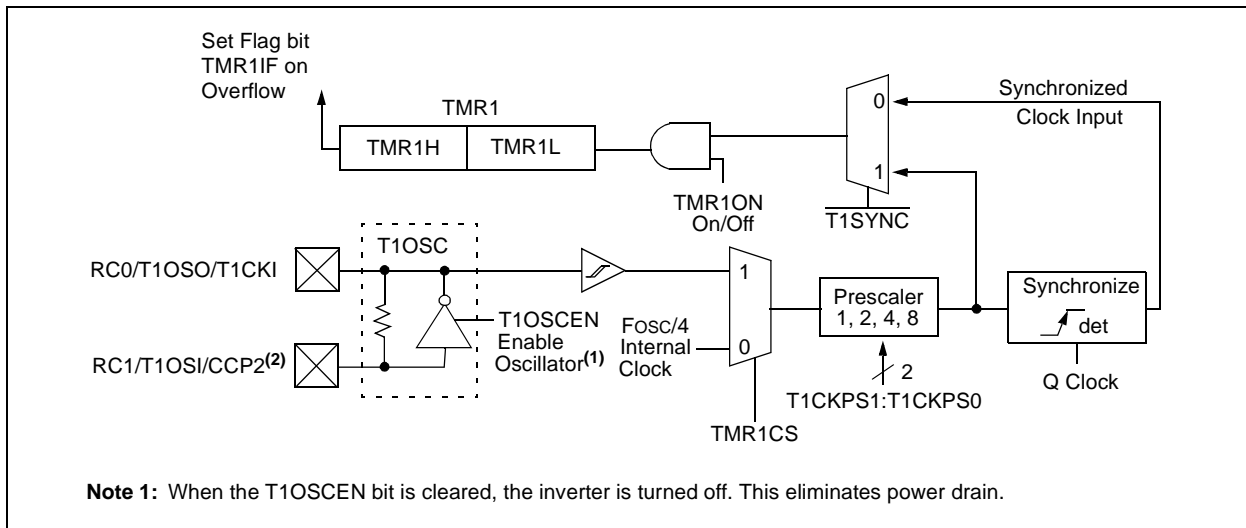 Set Flag bit
TMR1IF on
Overflow
TMR1
TMR1H
TMR1L
TMR1ON
On/Off
0
1
T1SYNC
Synchronized
Clock Input
RC0/T1OSO/T1CKI
T1OSC
RC1/T1OSI/CCP2(2)
T1OSCEN
Enable
Oscillator(1)
FOSC/4
Internal
Clock
1
0
TMR1CS
Prescaler
1, 2, 4, 8
2
T1CKPS1:T1CKPS0
Synchronize
det
Q Clock
Note 1: When the T1OSCEN bit is cleared, the inverter is turned off. This eliminates power drain.